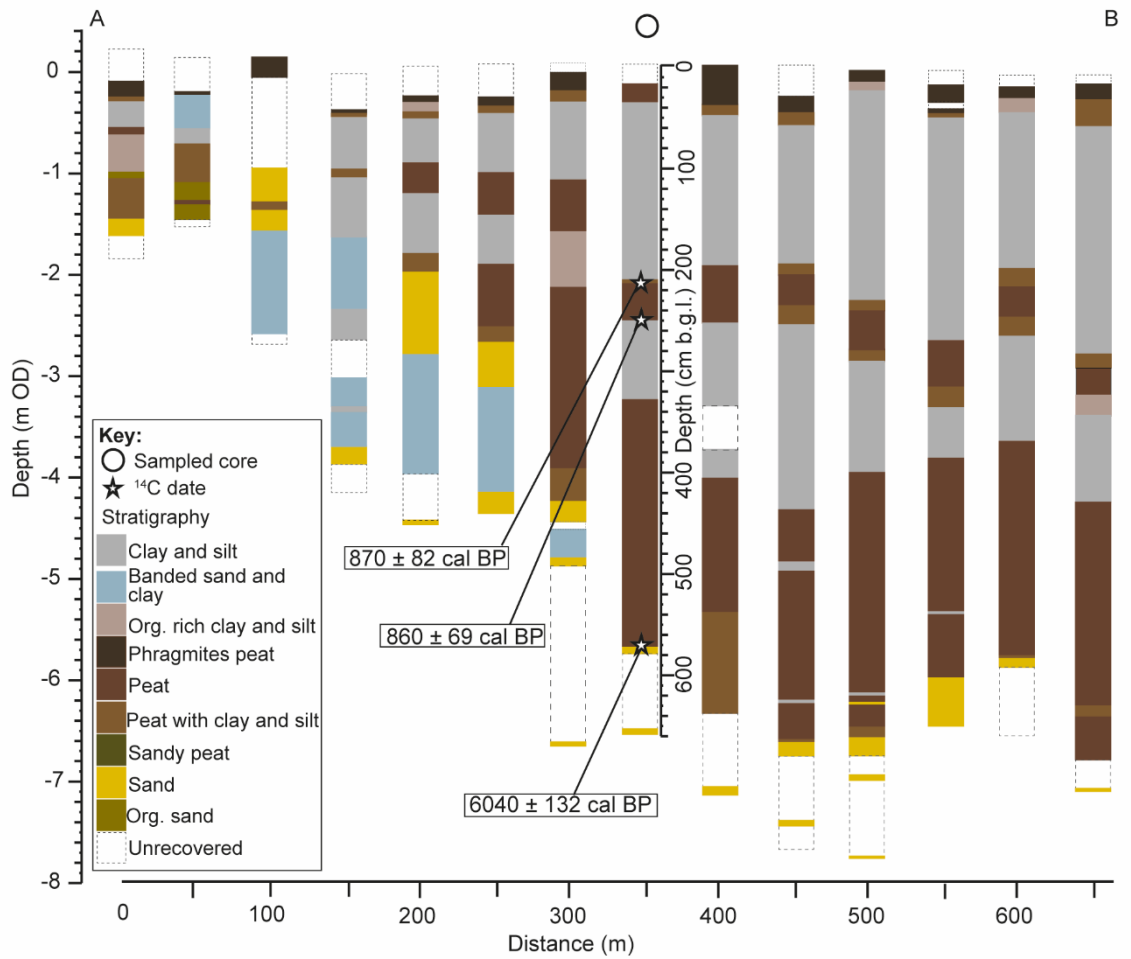 A
B
0
-1
-2
-3
-4
-5
-6
-7
-8
Depth (m OD)
0
100
200
400
500
600
Depth (cm b.g.l.)
870 ± 82 cal BP
860 ± 69 cal BP
6040 ± 132 cal BP
Key:
Sampled core
¹⁴C date
Stratigraphy
Clay and silt
Banded sand and
clay
Org. rich clay and silt
Phragmites peat
Peat
Peat with clay and silt
Sandy peat
Sand
Org. sand
Unrecovered
0 100 200 300 400 500 600
Distance (m)